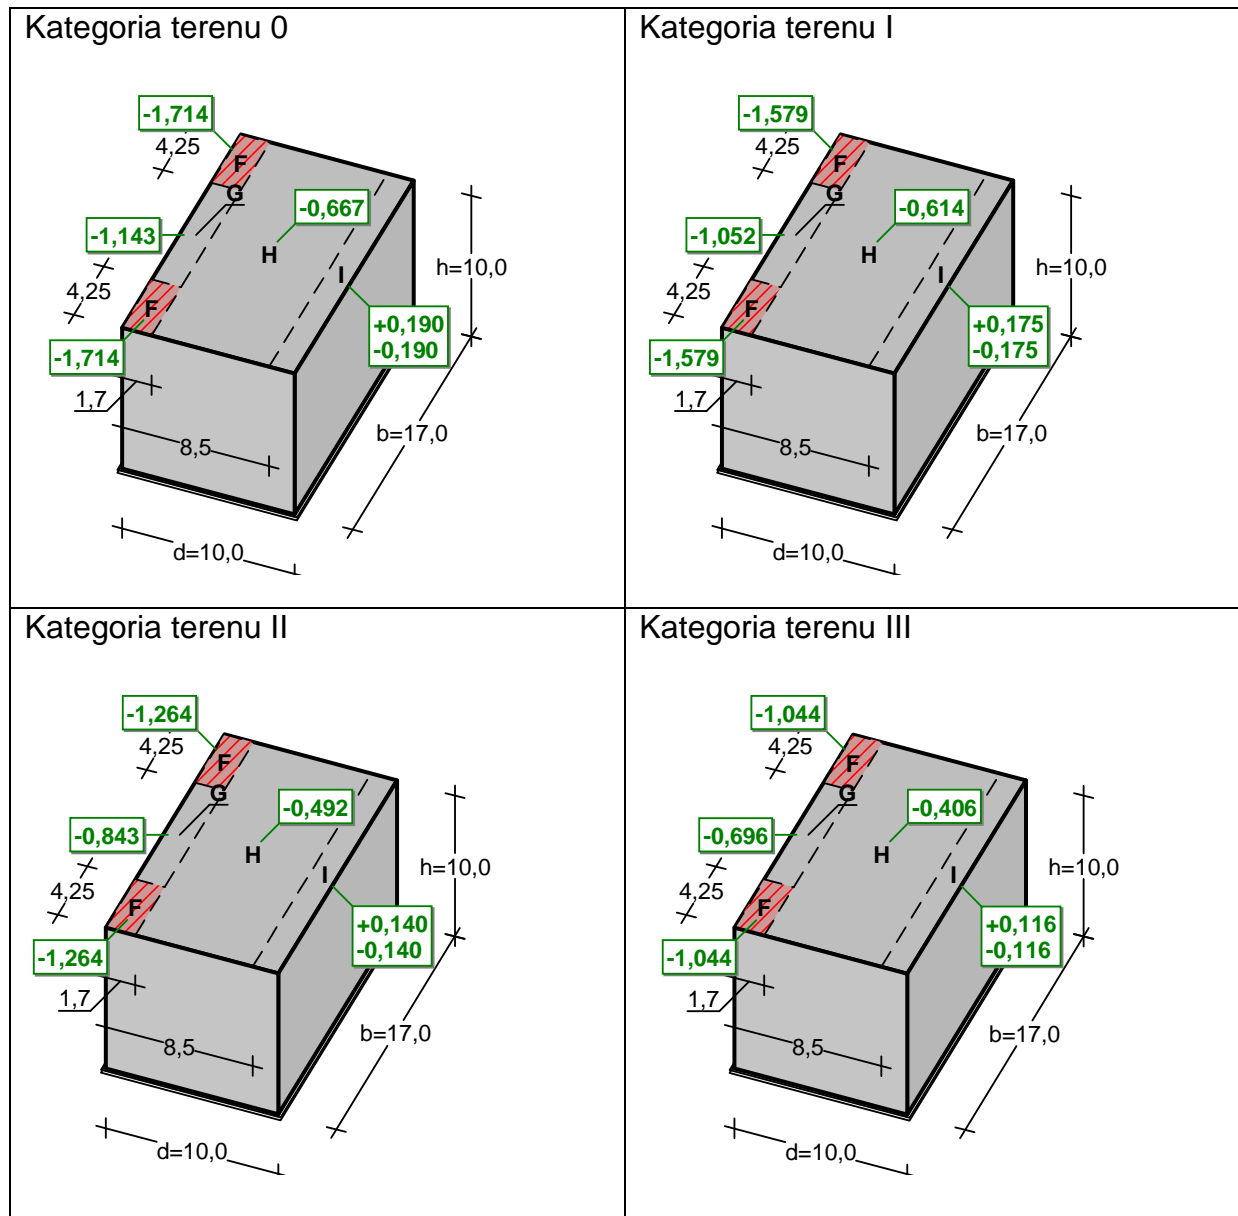 Kategoria terenu 0
-1,714
4,25
F
G
-0,667
-1,143
H
I
h=10,0
4,25
F
+0,190
-0,190
-1,714
1,7
8,5
b=17,0
d=10,0
Kategoria terenu I
-1,579
4,25
F
G
-0,614
-1,052
H
I
h=10,0
4,25
F
+0,175
-0,175
-1,579
1,7
8,5
b=17,0
d=10,0
Kategoria terenu II
-1,264
4,25
F
G
-0,492
-0,843
H
I
h=10,0
4,25
F
+0,140
-0,140
-1,264
1,7
8,5
b=17,0
d=10,0
Kategoria terenu III
-1,044
4,25
F
G
-0,406
-0,696
H
I
h=10,0
4,25
F
+0,116
-0,116
-1,044
1,7
8,5
b=17,0
d=10,0